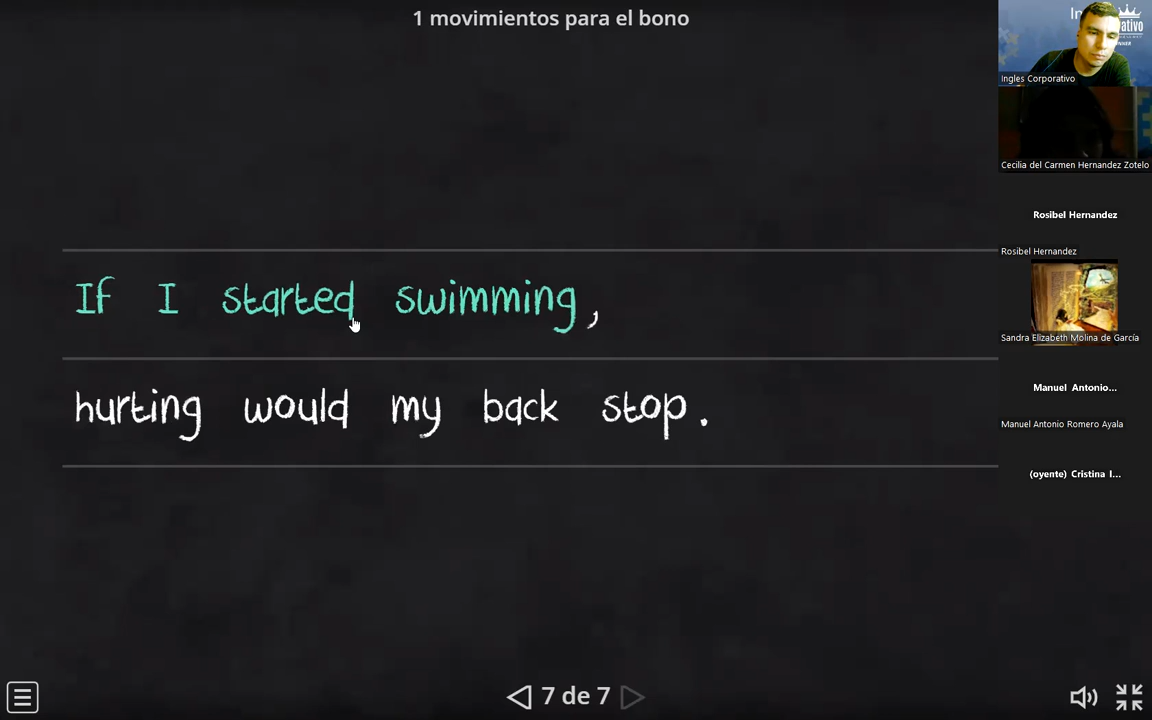 1 movimientos para el bono
If I started swimming,
hurting would my back stop.
7 de 7
Ingles Corporativo
Cecilia del Carmen Hernandez Zotelo
Rosibel Hernandez
Rosibel Hernandez
Sandra Elizabeth Molina de García
Manuel Antonio...
Manuel Antonio Romero Ayala
(oyente) Cristina I...